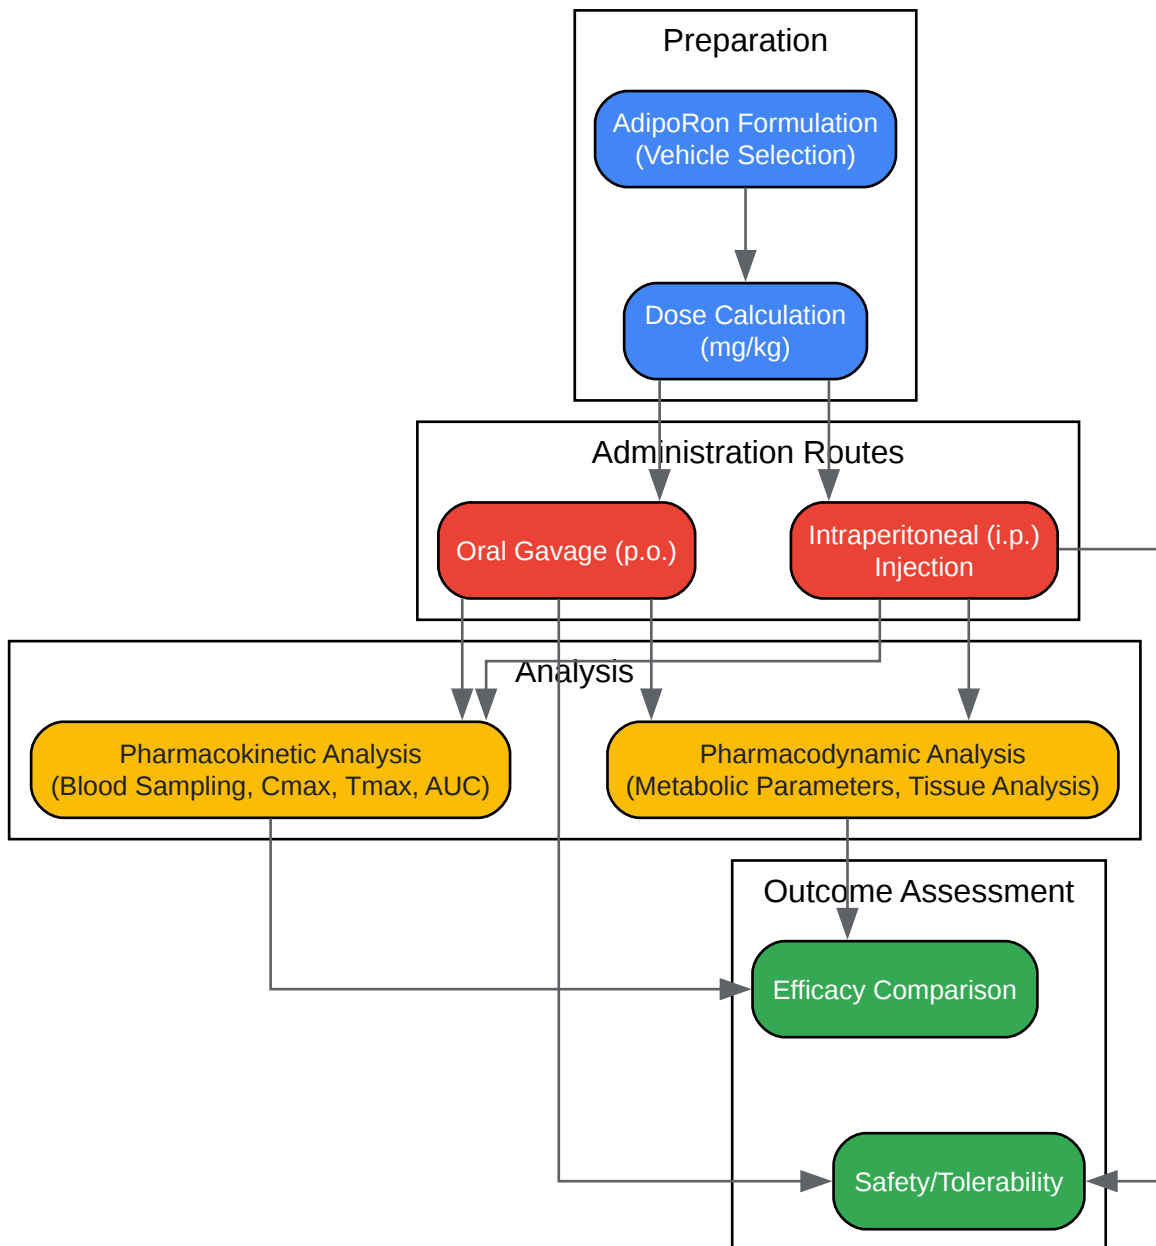 Preparation
AdipoRon Formulation
(Vehicle Selection)
Dose Calculation
(mg/kg)
Administration Routes
Oral Gavage (p.o.)
Intraperitoneal (i.p.)
Injection
Analysis
Pharmacokinetic Analysis
(Blood Sampling, Cmax, Tmax, AUC)
Pharmacodynamic Analysis
(Metabolic Parameters, Tissue Analysis)
Outcome Assessment
Efficacy Comparison
Safety/Tolerability